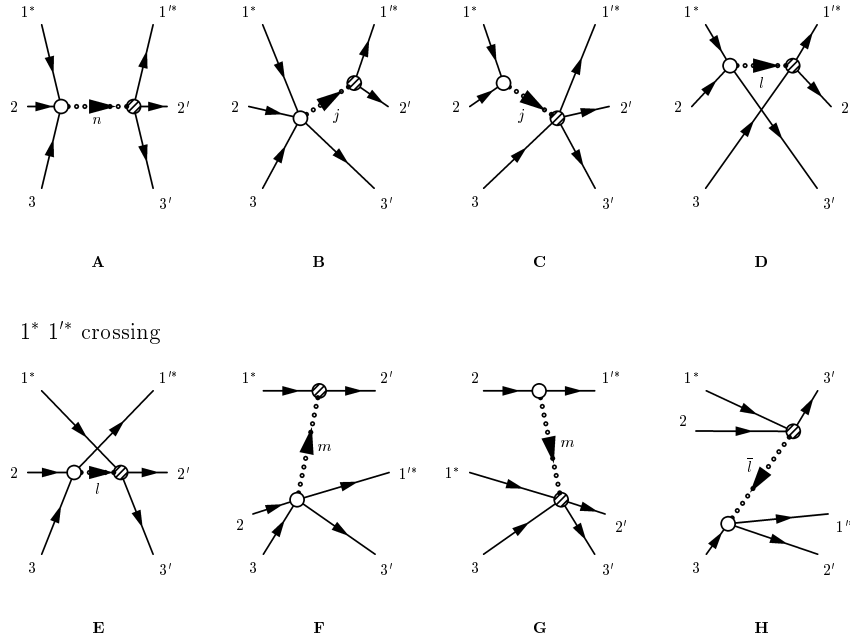 1* 1′* 1* 1′* 1* 1′* 1* 1′*
2 n 2′ 2 j 2′ 2 j 2′ 2 l 2
3 3′ 3 3′ 3 3′ 3 3′
A B C D
1* 1′* crossing
1* 1′* 1* 2′ 2 1′* 1* 3′
2 l 2′ m 1′* 1* m 2 l̅
2 2′ 1′*
3 3′ 3 3′ 3 3′ 3 2′
E F G H